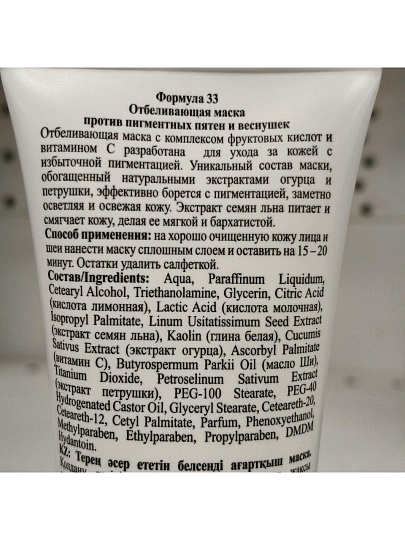 Формула 33
Отбеливающая маска
против пигментных пятен и веснушек
Отбеливающая маска с комплексом фруктовых кислот и
витамином С разработана для ухода за кожей с
избыточной пигментацией. Уникальный состав маски,
обогащенный натуральными экстрактами огурца и
петрушки, эффективно борется с пигментацией, заметно
осветляя и освежая кожу. Экстракт семян льна питает и
смягчает кожу, делая ее мягкой и бархатистой.
Способ применения: на хорошо очищенную кожу лица и
шеи нанести маску сплошным слоем и оставить на 15 – 20
минут. Остатки удалить салфеткой.
Состав/Ingredients: Aqua, Paraffinum Liquidum,
Cetearyl Alcohol, Triethanolamine, Glycerin, Citric Acid
(кислота лимонная), Lactic Acid (кислота молочная),
Isopropyl Palmitate, Linum Usitatissimum Seed Extract
(экстракт семян льна), Kaolin (глина белая), Cucumis
Sativus Extract (экстракт огурца), Ascorbyl Palmitate
(витамин С), Butyrospermum Parkii Oil (масло Ши),
Titanium Dioxide, Petroselinum Sativum Extract
(экстракт петрушки), PEG-100 Stearate, PEG-40
Hydrogenated Castor Oil, Glyceryl Stearate, Ceteareth-20,
Ceteareth-12, Cetyl Palmitate, Parfum, Phenoxyethanol,
Methylparaben, Ethylparaben, Propylparaben, DMDM
Hydantoin.
KZ: Терең әсер ететін белсенді ағартқыш маска.
Қолдану